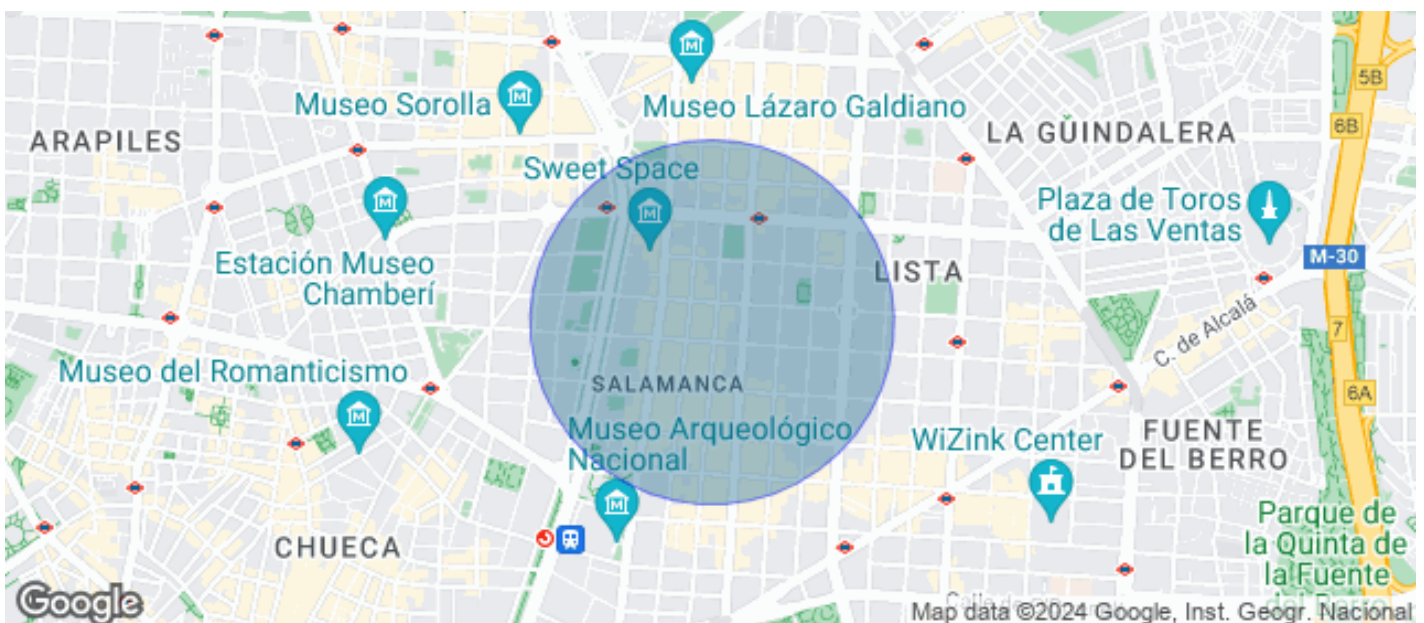 Museo Sorolla
Museo Lázaro Galdiano
5B
6B
ARAPILES
LA GUINDALERA
Sweet Space
Plaza de Toros
de Las Ventas
Estación Museo
Chamberí
LISTA
M-30
C. de Alcalá
7
Museo del Romanticismo
SALAMANCA
6A
Museo Arqueológico
Nacional
WiZink Center
FUENTE
DEL BERRO
CHUECA
Parque de
la Quinta de
la Fuente
Google
Map data ©2024 Google, Inst. Geogr. Nacional